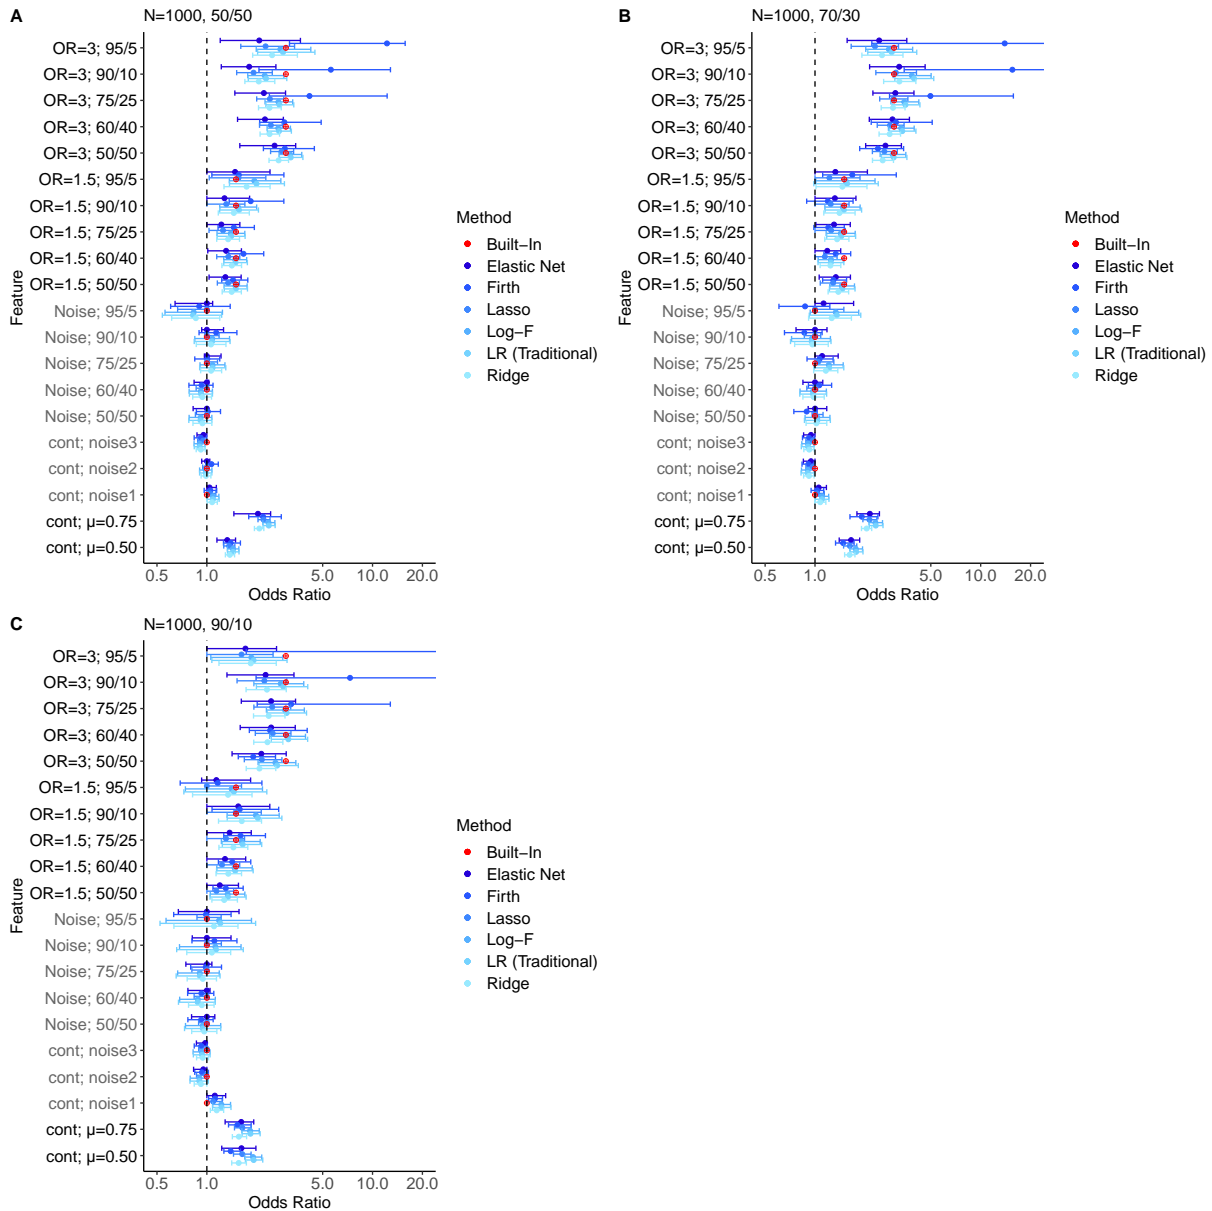 A
N=1000, 50/50
OR=3; 95/5
OR=3; 90/10
OR=3; 75/25
OR=3; 60/40
OR=3; 50/50
OR=1.5; 95/5
OR=1.5; 90/10
OR=1.5; 75/25
OR=1.5; 60/40
OR=1.5; 50/50
Noise; 95/5
Noise; 90/10
Noise; 75/25
Noise; 60/40
Noise; 50/50
cont; noise3
cont; noise2
cont; noise1
cont; μ=0.75
cont; μ=0.50
Feature
0.5 1.0 5.0 10.0 20.0
Odds Ratio
Method
Built−In
Elastic Net
Firth
Lasso
Log−F
LR (Traditional)
Ridge
B
N=1000, 70/30
OR=3; 95/5
OR=3; 90/10
OR=3; 75/25
OR=3; 60/40
OR=3; 50/50
OR=1.5; 95/5
OR=1.5; 90/10
OR=1.5; 75/25
OR=1.5; 60/40
OR=1.5; 50/50
Noise; 95/5
Noise; 90/10
Noise; 75/25
Noise; 60/40
Noise; 50/50
cont; noise3
cont; noise2
cont; noise1
cont; μ=0.75
cont; μ=0.50
Feature
0.5 1.0 5.0 10.0 20.0
Odds Ratio
Method
Built−In
Elastic Net
Firth
Lasso
Log−F
LR (Traditional)
Ridge
C
N=1000, 90/10
OR=3; 95/5
OR=3; 90/10
OR=3; 75/25
OR=3; 60/40
OR=3; 50/50
OR=1.5; 95/5
OR=1.5; 90/10
OR=1.5; 75/25
OR=1.5; 60/40
OR=1.5; 50/50
Noise; 95/5
Noise; 90/10
Noise; 75/25
Noise; 60/40
Noise; 50/50
cont; noise3
cont; noise2
cont; noise1
cont; μ=0.75
cont; μ=0.50
Feature
0.5 1.0 5.0 10.0 20.0
Odds Ratio
Method
Built−In
Elastic Net
Firth
Lasso
Log−F
LR (Traditional)
Ridge